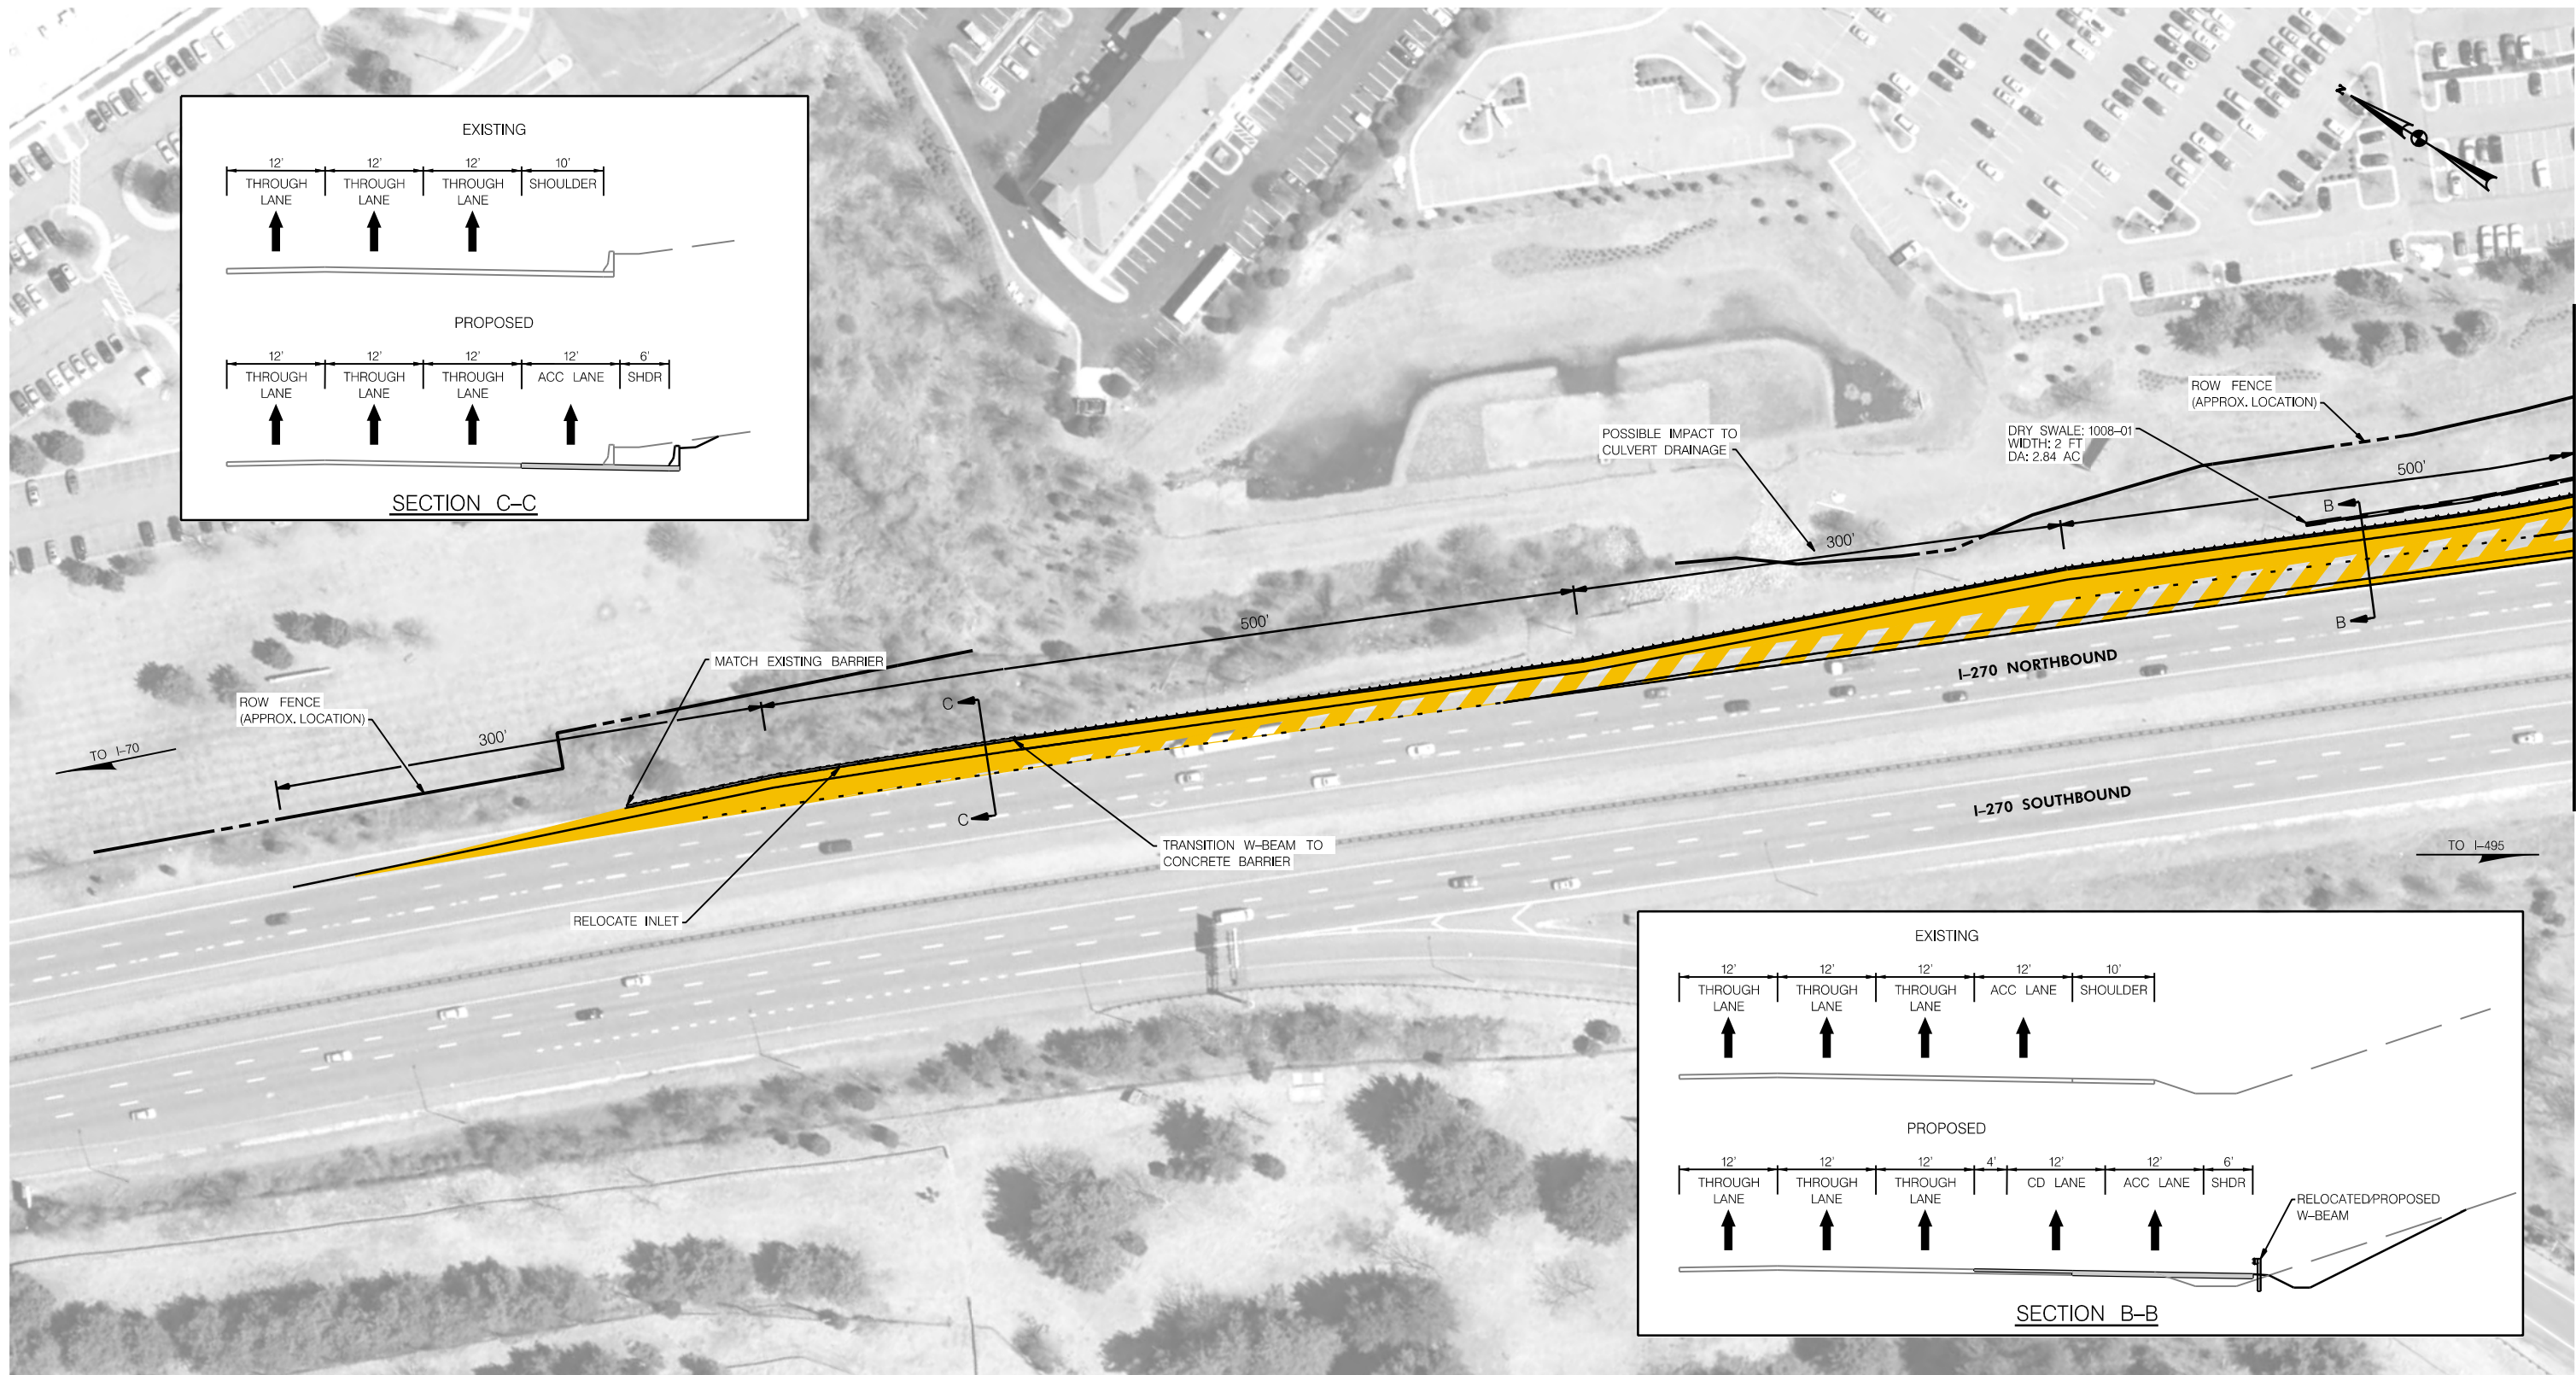 EXISTING
12' 12' 12' 10'
THROUGH LANE THROUGH LANE THROUGH LANE SHOULDER
PROPOSED
12' 12' 12' 12' 6'
THROUGH LANE THROUGH LANE THROUGH LANE ACC LANE SHDR
SECTION C–C
N
ROW FENCE
(APPROX. LOCATION)
DRY SWALE: 1008–01
WIDTH: 2 FT
DA: 2.84 AC
POSSIBLE IMPACT TO
CULVERT DRAINAGE
500'
300'
B
B
500'
MATCH EXISTING BARRIER
ROW FENCE
(APPROX. LOCATION)
300'
TO I–70
C
C
I–270 NORTHBOUND
I–270 SOUTHBOUND
TRANSITION W–BEAM TO
CONCRETE BARRIER
RELOCATE INLET
TO I–495
EXISTING
12' 12' 12' 12' 10'
THROUGH LANE THROUGH LANE THROUGH LANE ACC LANE SHOULDER
PROPOSED
12' 12' 12' 4' 12' 12' 6'
THROUGH LANE THROUGH LANE THROUGH LANE CD LANE ACC LANE SHDR
RELOCATED/PROPOSED
W–BEAM
SECTION B–B